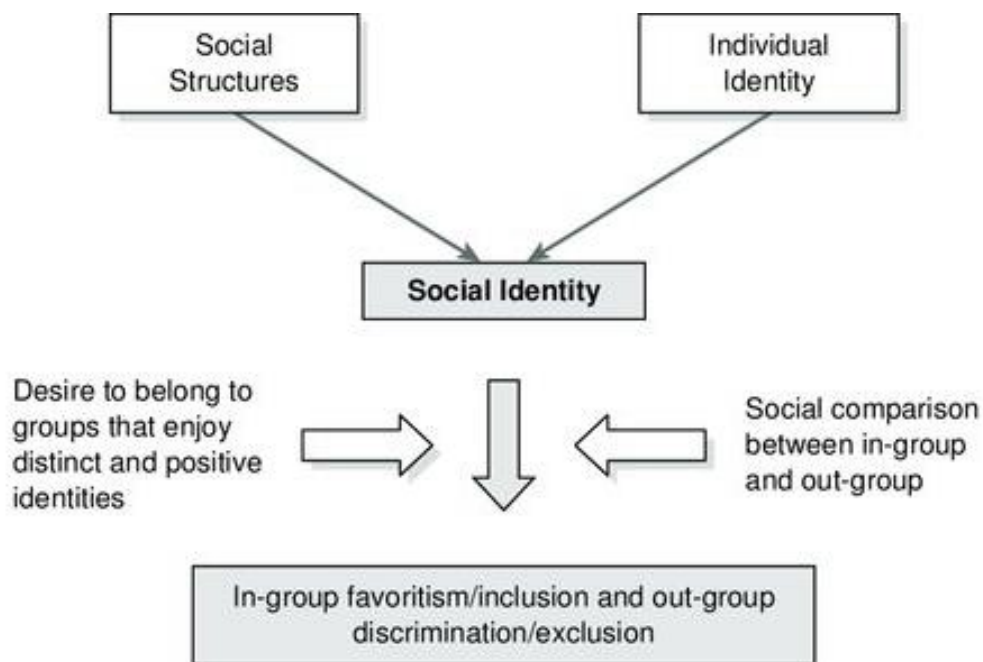 Social
Structures
Individual
Identity
Social Identity
Desire to belong to
groups that enjoy
distinct and positive
identities
Social comparison
between in-group
and out-group
In-group favoritism/inclusion and out-group
discrimination/exclusion